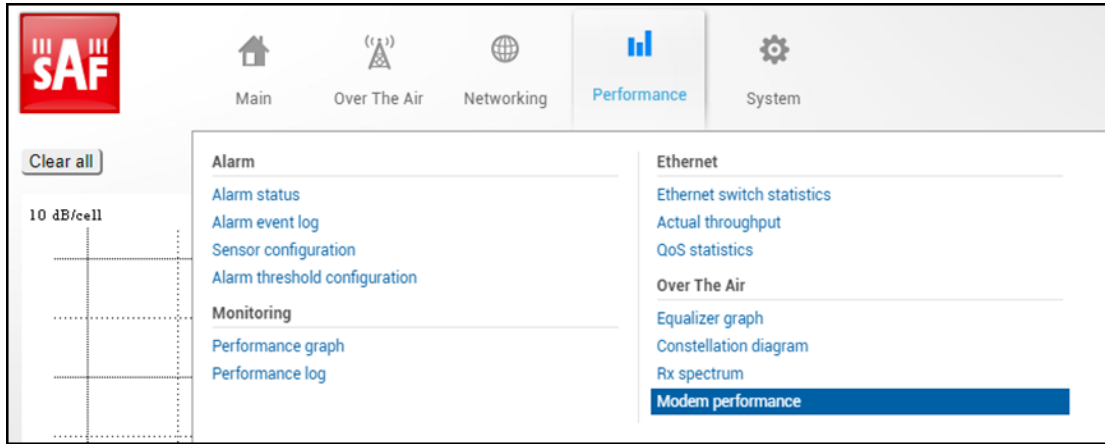 SAF
Main
Over The Air
Networking
Performance
System
Clear all
10 dB/cell
Alarm
Alarm status
Alarm event log
Sensor configuration
Alarm threshold configuration
Monitoring
Performance graph
Performance log
Ethernet
Ethernet switch statistics
Actual throughput
QoS statistics
Over The Air
Equalizer graph
Constellation diagram
Rx spectrum
Modem performance